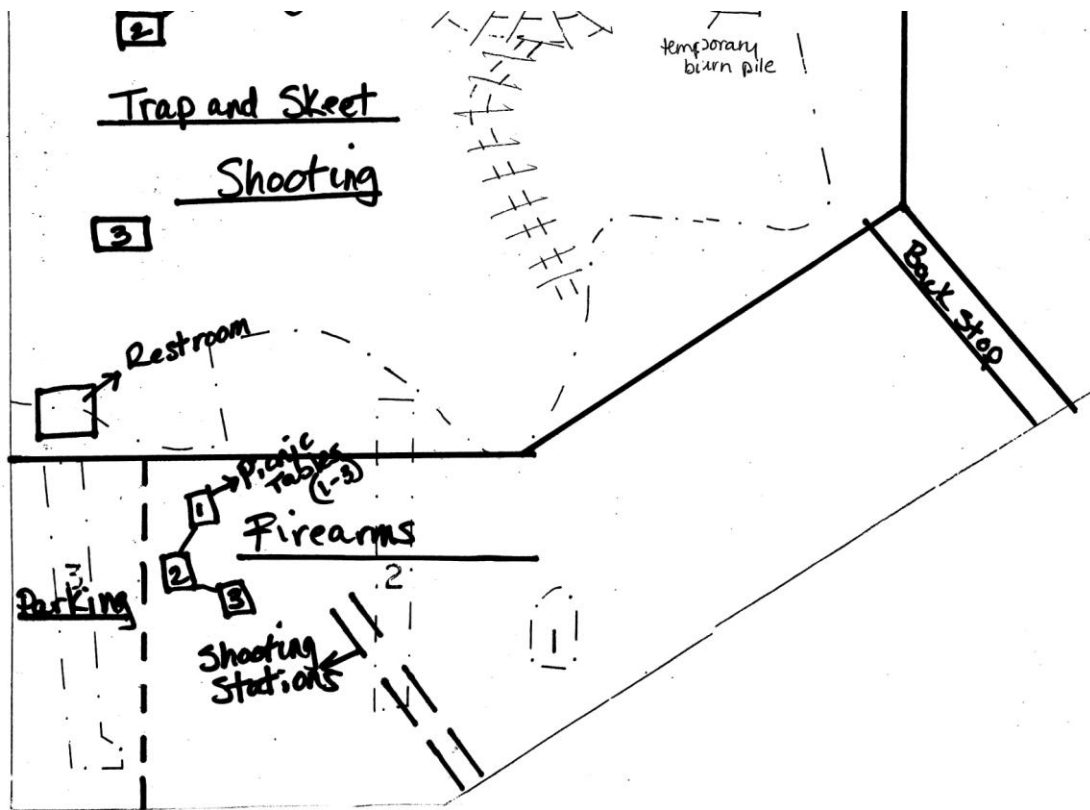 2
temporary
burn pile
Trap and Skeet
Shooting
3
Back Stop
Restroom
Picnic
Tables
(1-3)
1
Firearms
2
3
3
2
Parking
1
Shooting
Stations